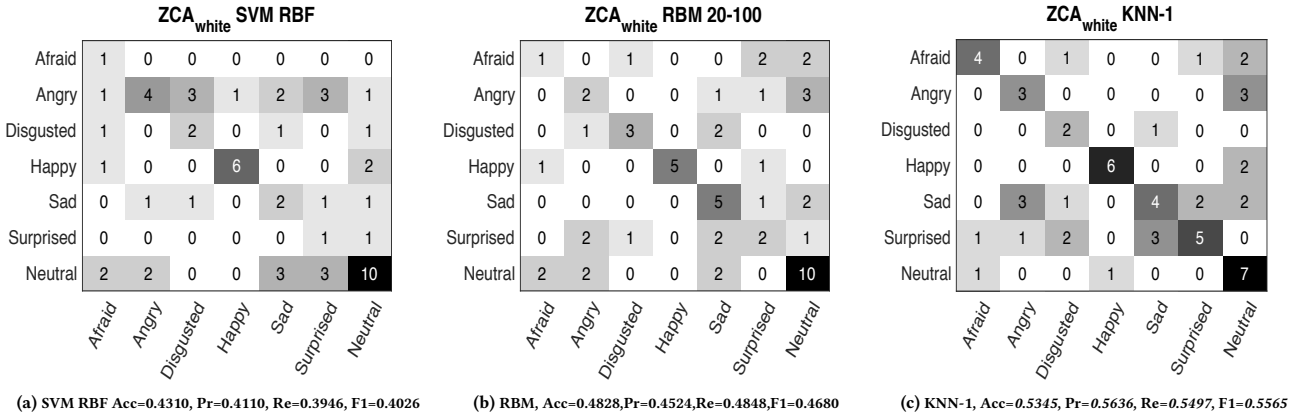 ZCA_white SVM RBF
Afraid 1 0 0 0 0 0 0
Angry 1 4 3 1 2 3 1
Disgusted 1 0 2 0 1 0 1
Happy 1 0 0 6 0 0 2
Sad 0 1 1 0 2 1 1
Surprised 0 0 0 0 0 1 1
Neutral 2 2 0 0 3 3 10
Afraid Angry Disgusted Happy Sad Surprised Neutral
(a) SVM RBF Acc=0.4310, Pr=0.4110, Re=0.3946, F1=0.4026
ZCA_white RBM 20-100
Afraid 1 0 1 0 0 2 2
Angry 0 2 0 0 1 1 3
Disgusted 0 1 3 0 2 0 0
Happy 1 0 0 5 0 1 0
Sad 0 0 0 0 5 1 2
Surprised 0 2 1 0 2 2 1
Neutral 2 2 0 0 2 0 10
Afraid Angry Disgusted Happy Sad Surprised Neutral
(b) RBM, Acc=0.4828,Pr=0.4524,Re=0.4848,F1=0.4680
ZCA_white KNN-1
Afraid 4 0 1 0 0 1 2
Angry 0 3 0 0 0 0 3
Disgusted 0 0 2 0 1 0 0
Happy 0 0 0 6 0 0 2
Sad 0 3 1 0 4 2 2
Surprised 1 1 2 0 3 5 0
Neutral 1 0 0 1 0 0 7
Afraid Angry Disgusted Happy Sad Surprised Neutral
(c) KNN-1, Acc=0.5345, Pr=0.5636, Re=0.5497, F1=0.5565